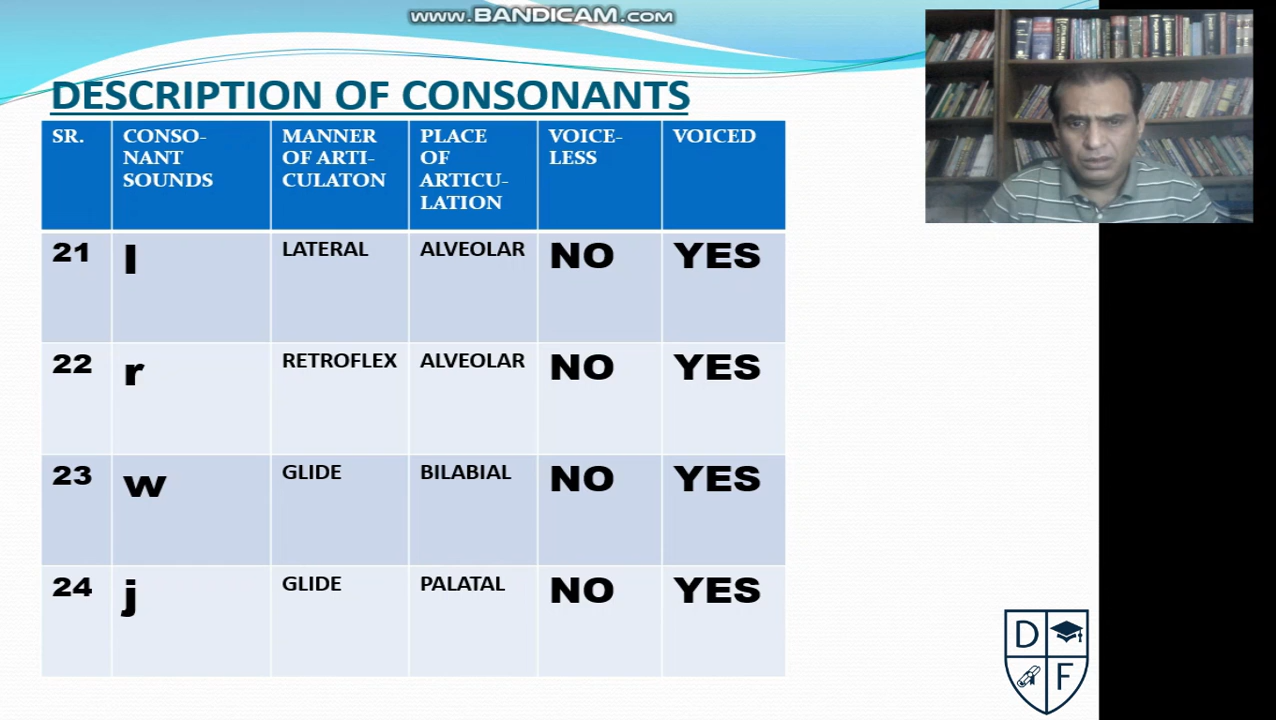 www.BANDICAM.com
DESCRIPTION OF CONSONANTS
SR. CONSO- MANNER PLACE VOICE- VOICED
NANT OF ARTI- OF LESS
SOUNDS CULATON ARTICU-
LATION
21 l LATERAL ALVEOLAR NO YES
22 r RETROFLEX ALVEOLAR NO YES
23 w GLIDE BILABIAL NO YES
24 j GLIDE PALATAL NO YES
D
F